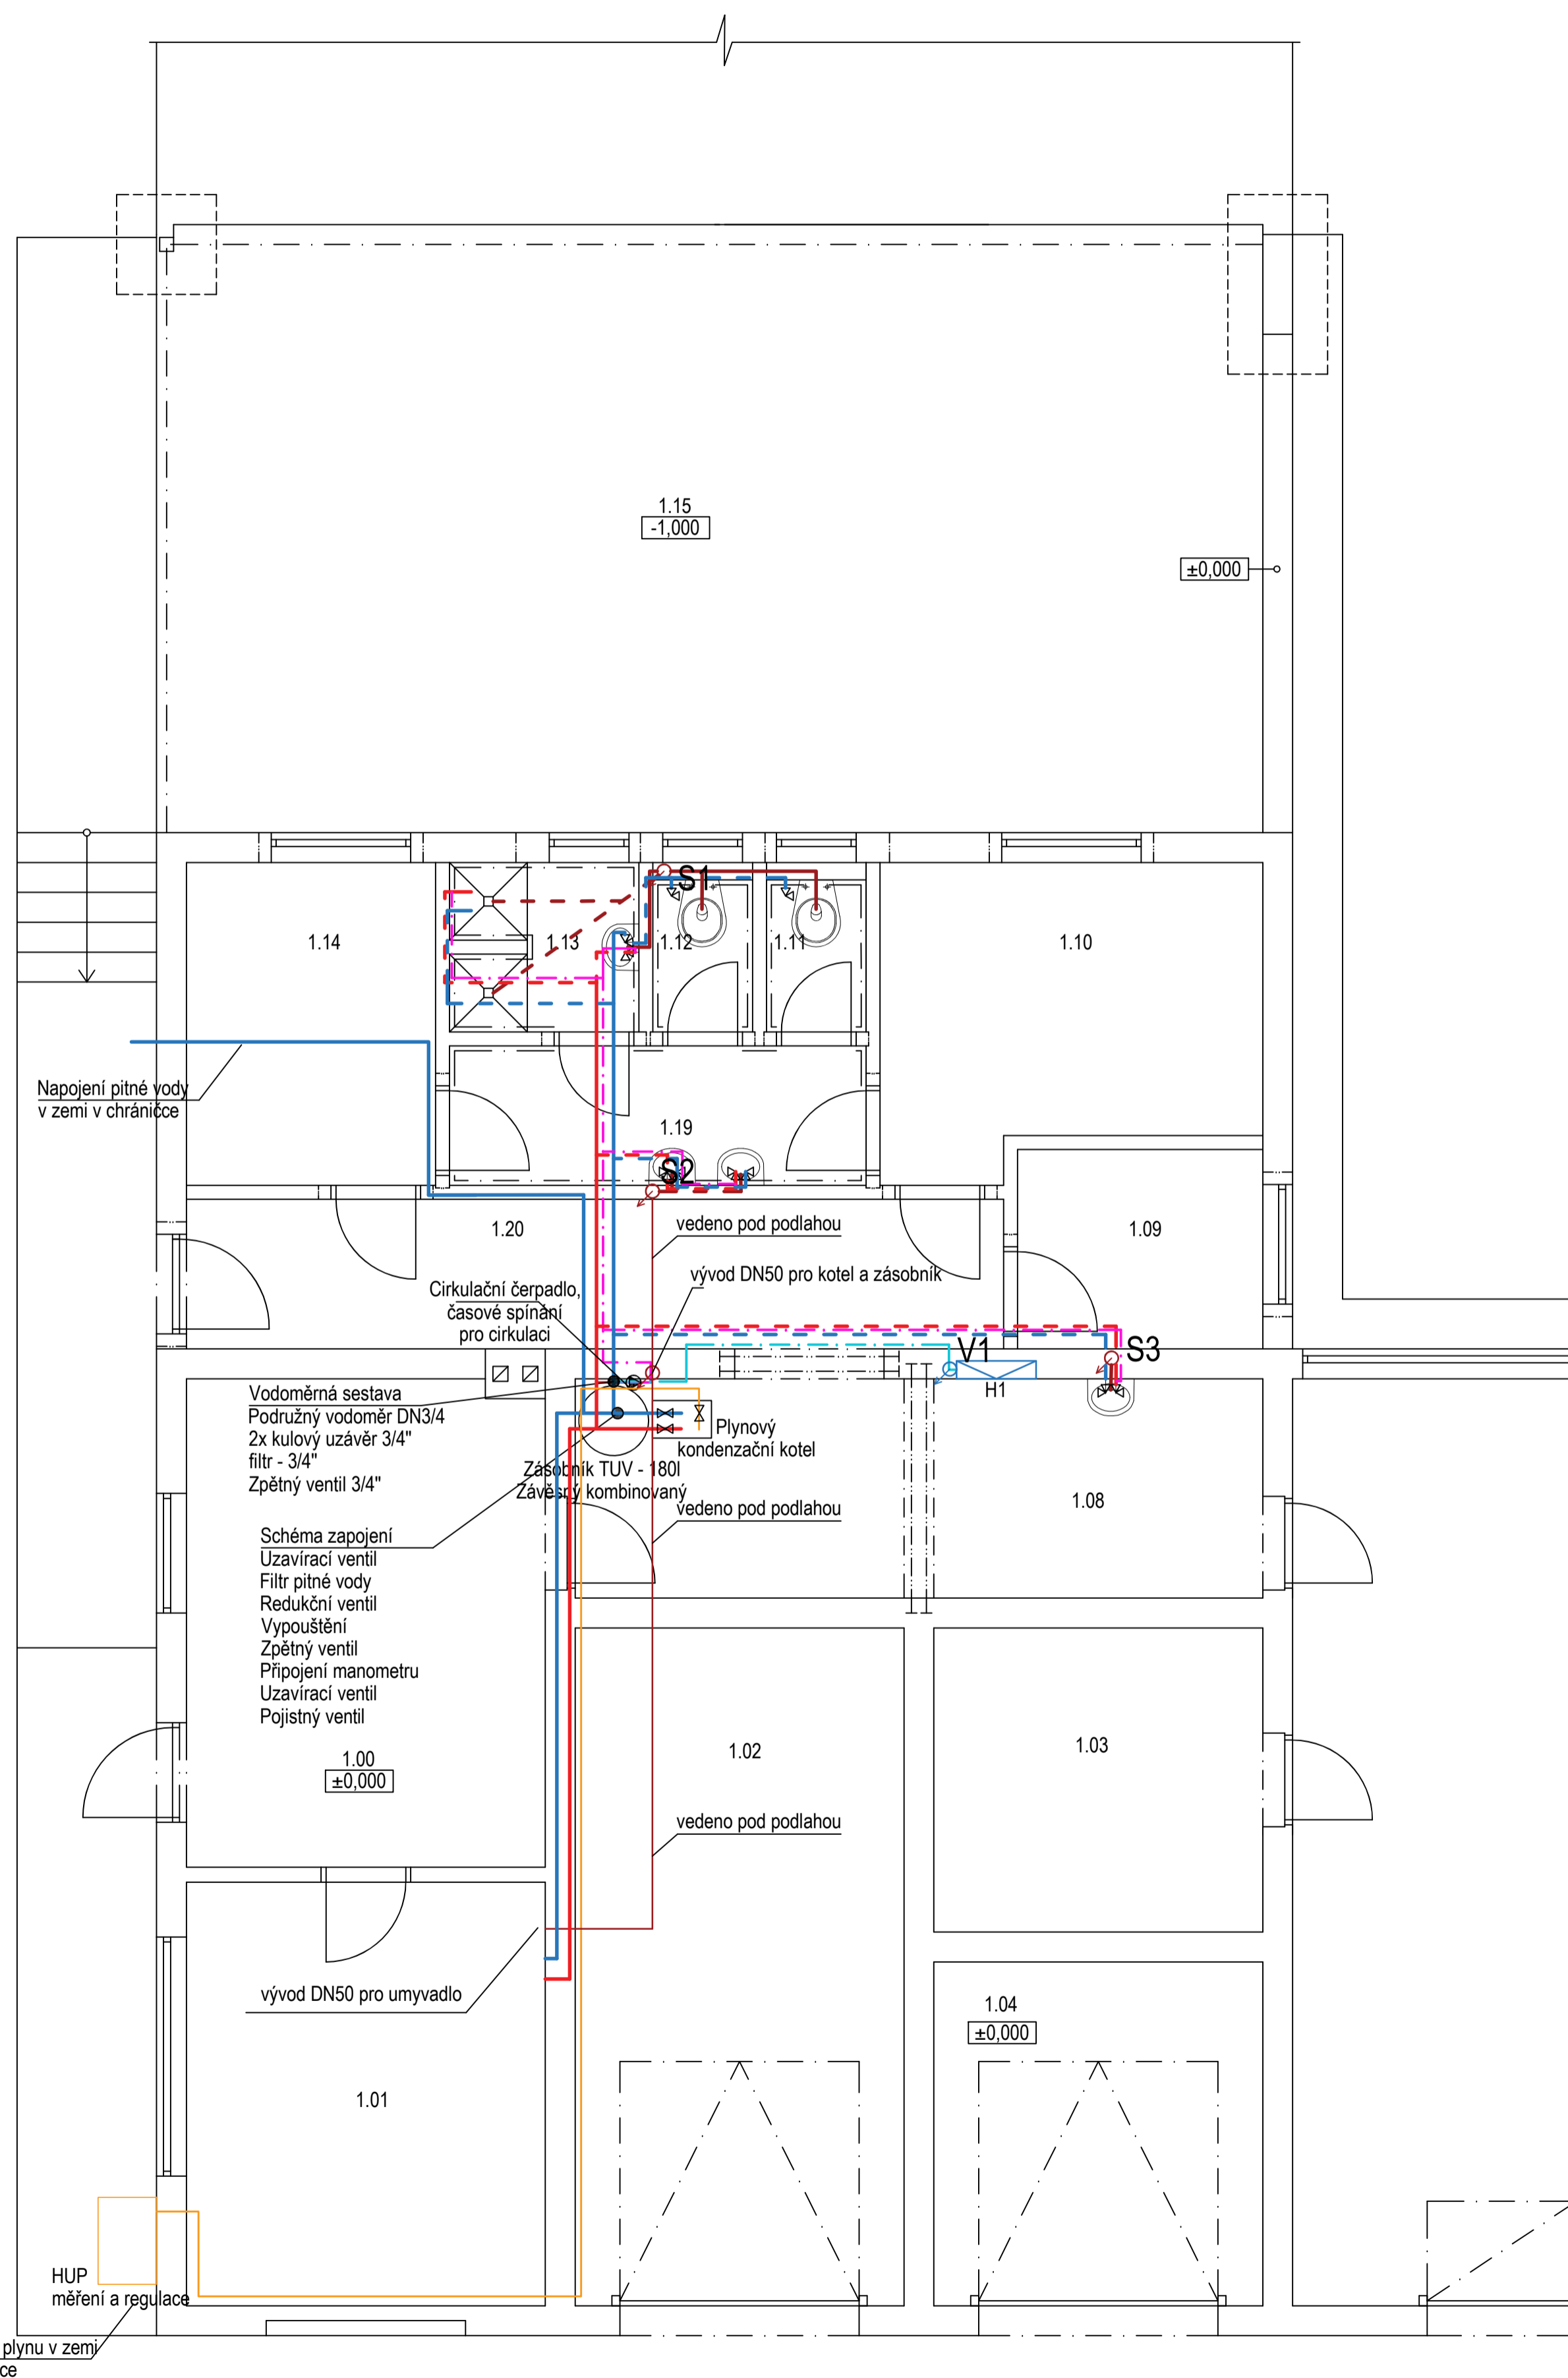 1.15
-1,000
±0,000
S1
1.14
1.13
1.12
1.11
1.10
Napojení pitné vody
v zemi v chráničce
1.19
S2
1.20
vedeno pod podlahou
1.09
vývod DN50 pro kotel a zásobník
Cirkulační čerpadlo,
časové spínání
pro cirkulaci
V1
S3
H1
Vodoměrná sestava
Podružný vodoměr DN3/4
2x kulový uzávěr 3/4"
filtr - 3/4"
Zpětný ventil 3/4"
Plynový
kondenzační kotel
Zásobník TUV - 180l
Závěsný kombinovaný
vedeno pod podlahou
1.08
Schéma zapojení
Uzavírací ventil
Filtr pitné vody
Redukční ventil
Vypouštění
Zpětný ventil
Připojení manometru
Uzavírací ventil
Pojistný ventil
1.00
±0,000
1.02
1.03
vedeno pod podlahou
vývod DN50 pro umyvadlo
1.04
±0,000
1.01
HUP
měření a regulace
plynu v zemi
ce